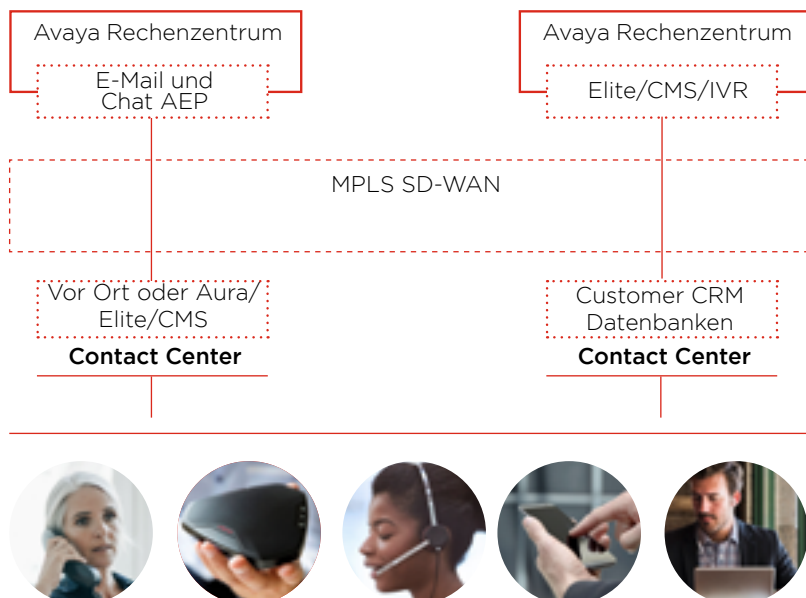 Avaya Rechenzentrum
E-Mail und
Chat AEP
Avaya Rechenzentrum
Elite/CMS/IVR
MPLS SD-WAN
Vor Ort oder Aura/
Elite/CMS
Contact Center
Customer CRM
Datenbanken
Contact Center